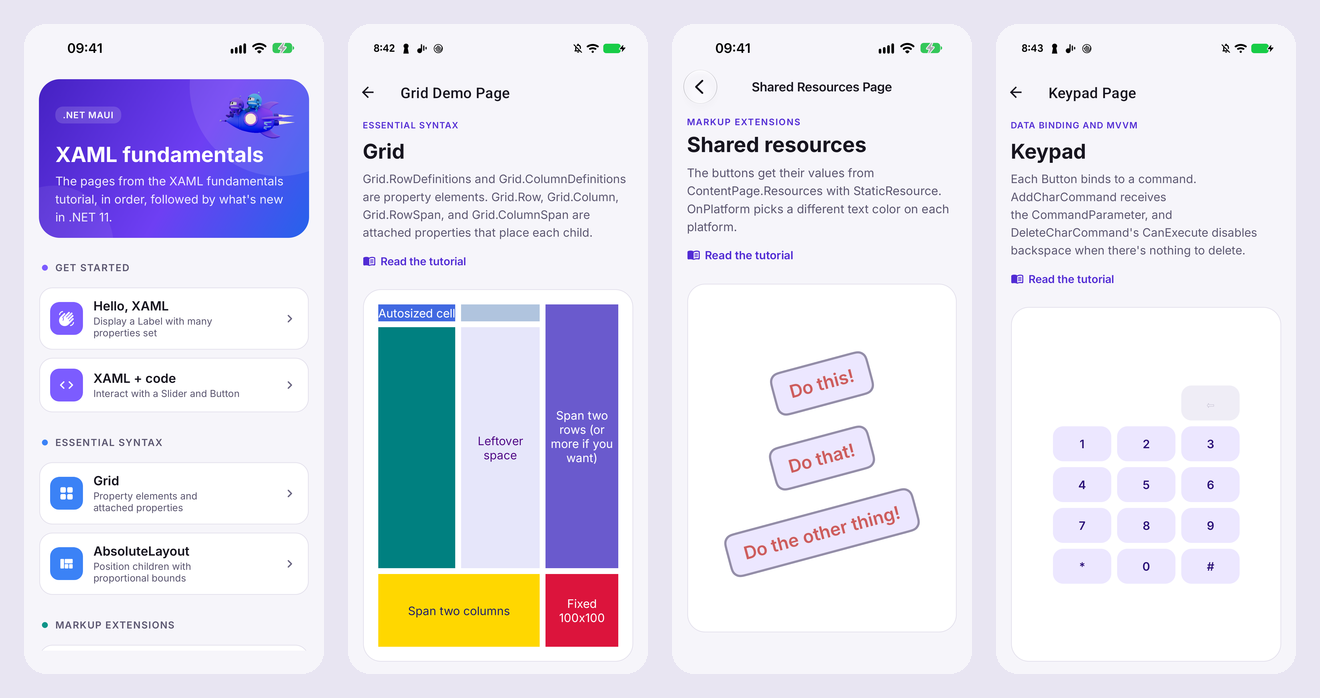 09:41
.NET MAUI
XAML fundamentals
The pages from the XAML fundamentals
tutorial, in order, followed by what's new
in .NET 11.
GET STARTED
Hello, XAML
Display a Label with many
properties set
XAML + code
Interact with a Slider and Button
ESSENTIAL SYNTAX
Grid
Property elements and
attached properties
AbsoluteLayout
Position children with
proportional bounds
MARKUP EXTENSIONS
8:42
Grid Demo Page
ESSENTIAL SYNTAX
Grid
Grid.RowDefinitions and Grid.ColumnDefinitions
are property elements. Grid.Row, Grid.Column,
Grid.RowSpan, and Grid.ColumnSpan are
attached properties that place each child.
Read the tutorial
Autosized cell
Leftover
space
Span two
rows (or
more if you
want)
Span two columns
Fixed
100x100
09:41
Shared Resources Page
MARKUP EXTENSIONS
Shared resources
The buttons get their values from
ContentPage.Resources with StaticResource.
OnPlatform picks a different text color on each
platform.
Read the tutorial
Do this!
Do that!
Do the other thing!
8:43
Keypad Page
DATA BINDING AND MVVM
Keypad
Each Button binds to a command.
AddCharCommand receives
the CommandParameter, and
DeleteCharCommand's CanExecute disables
backspace when there's nothing to delete.
Read the tutorial
⇦
1 2 3
4 5 6
7 8 9
* 0 #